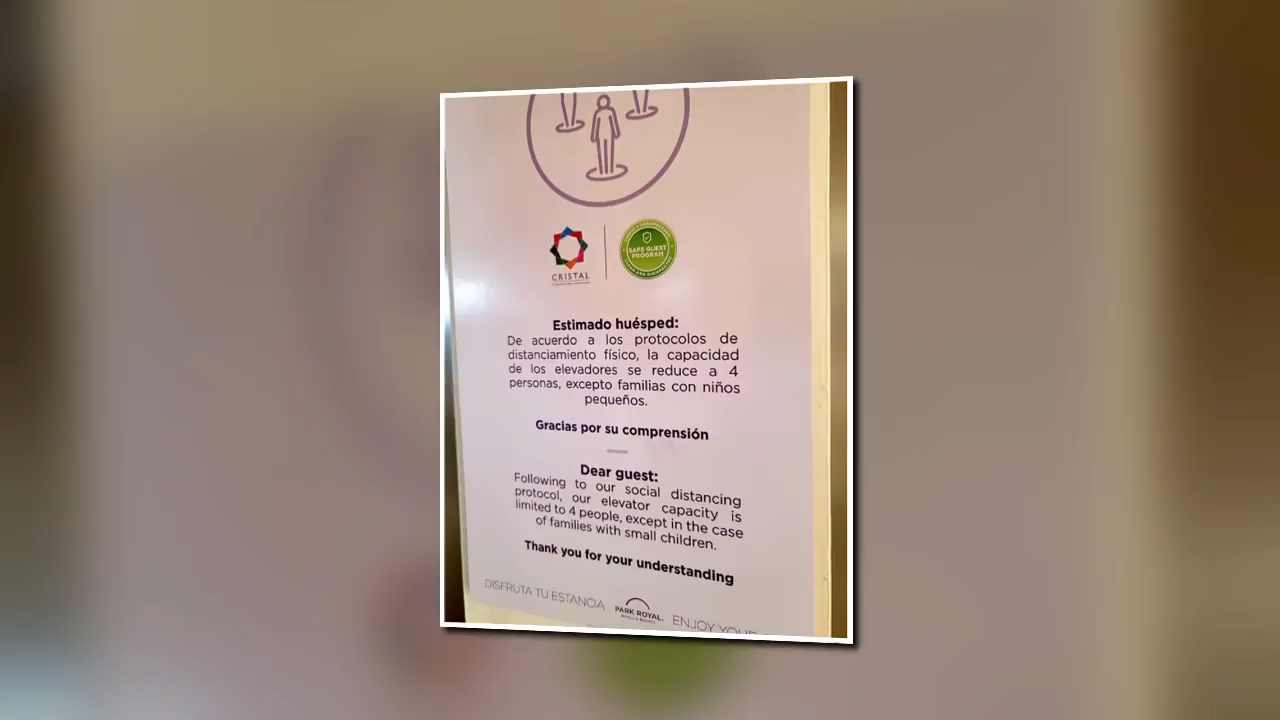 CRISTAL
SAFE GUEST
PROGRAM
Estimado huésped:
De acuerdo a los protocolos de
distanciamiento físico, la capacidad
de los elevadores se reduce a 4
personas, excepto familias con niños
pequeños.
Gracias por su comprensión
Dear guest:
Following to our social distancing
protocol, our elevator capacity is
limited to 4 people, except in the case
of families with small children.
Thank you for your understanding
DISFRUTA TU ESTANCIA
PARK ROYAL
ENJOY YOUR